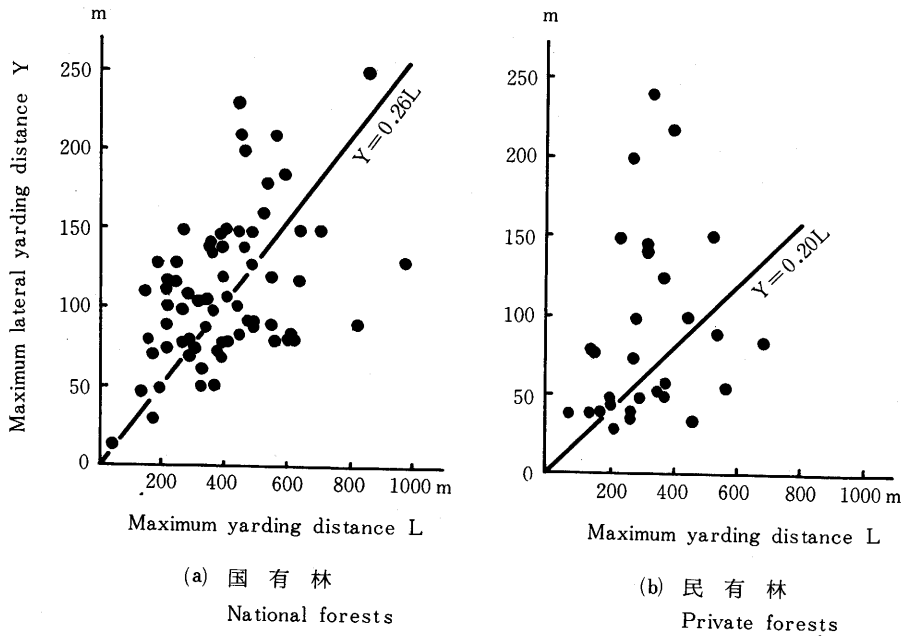 m
Maximum lateral yarding distance Y
250
200
150
100
50
0
200
400
600
800
1000 m
Y=0.26L
Maximum yarding distance L
(a) 国有林
National forests
m
250
200
150
100
50
0
200
400
600
800
1000 m
Y=0.20L
Maximum yarding distance L
(b) 民有林
Private forests